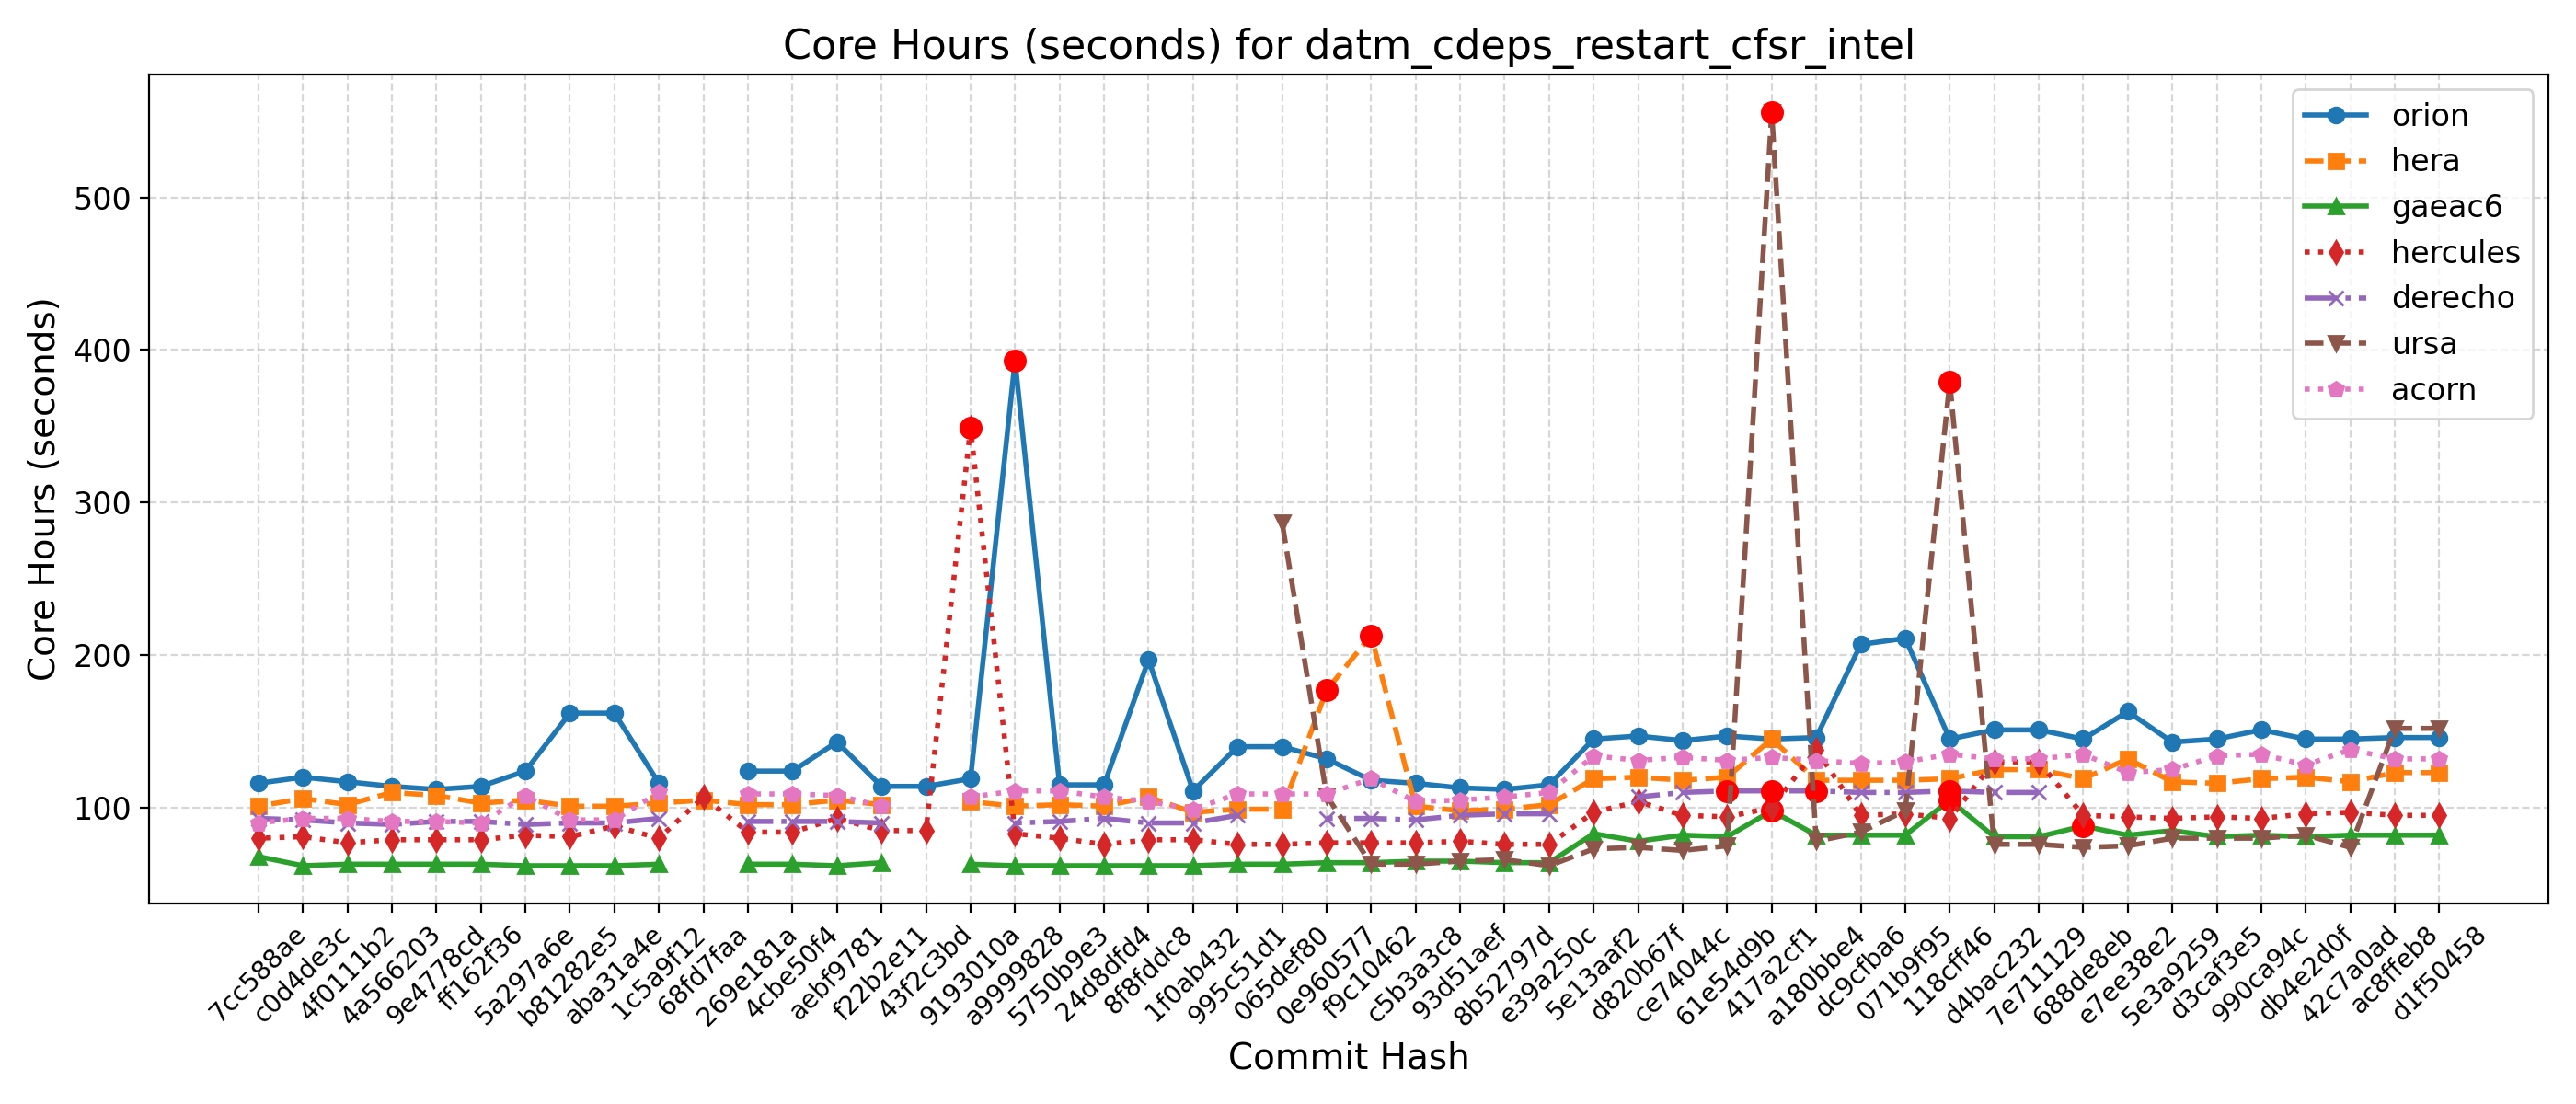 Core Hours (seconds) for datm_cdeps_restart_cfsr_intel
Core Hours (seconds)
500
400
300
200
100
orion
hera
gaeac6
hercules
derecho
ursa
acorn
7cc588ae
c0d4de3c
4f0111b2
4a566203
9e4778cd
ff162f36
5a297a6e
b81282e5
aba31a4e
1c5a9f12
68fd7faa
269e181a
4cbe50f4
aebf9781
f22b2e11
43f2c3bd
9193010a
a9999828
5750b9e3
24d8dfd4
8f8fddc8
1f0ab432
995c51d1
065def80
0e960577
f9c10462
c5b3a3c8
93d51aef
8b52797d
e39a250c
5e13aaf2
d820b67f
ce74044c
61e54d9b
417a2cf1
a180bbe4
dc9cfba6
071b9f95
118cff46
d4bac232
7e711129
688de8eb
e7ee38e2
5e3a9259
d3caf3e5
990ca94c
db4e2d0f
42c7a0ad
ac8ffeb8
d1f50458
Commit Hash